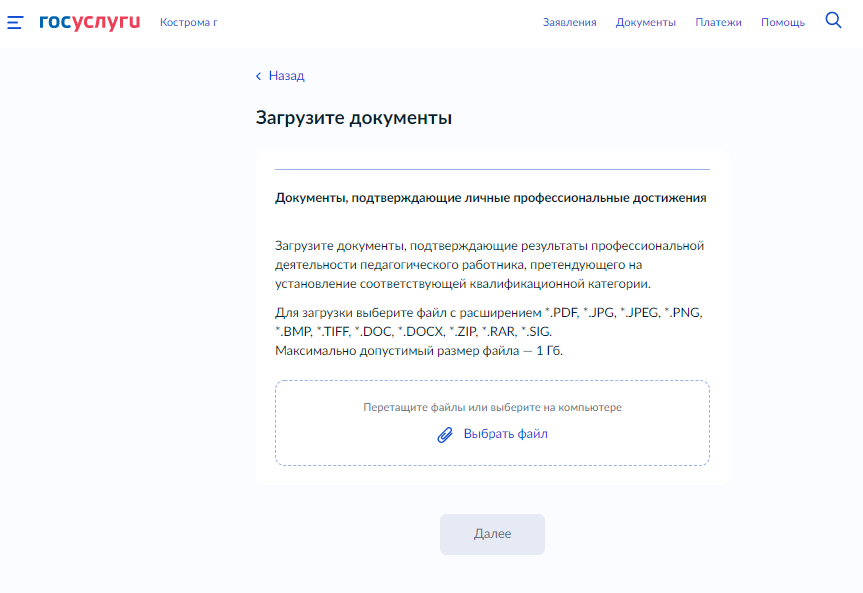 госуслуги Кострома г Заявления Документы Платежи Помощь
Назад
Загрузите документы
Документы, подтверждающие личные профессиональные достижения
Загрузите документы, подтверждающие результаты профессиональной
деятельности педагогического работника, претендующего на
установление соответствующей квалификационной категории.
Для загрузки выберите файл с расширением *.PDF, *.JPG, *.JPEG, *.PNG,
*.BMP, *.TIFF, *.DOC, *.DOCX, *.ZIP, *.RAR, *.SIG.
Максимально допустимый размер файла — 1 Гб.
Перетащите файлы или выберите на компьютере
Выбрать файл
Далее